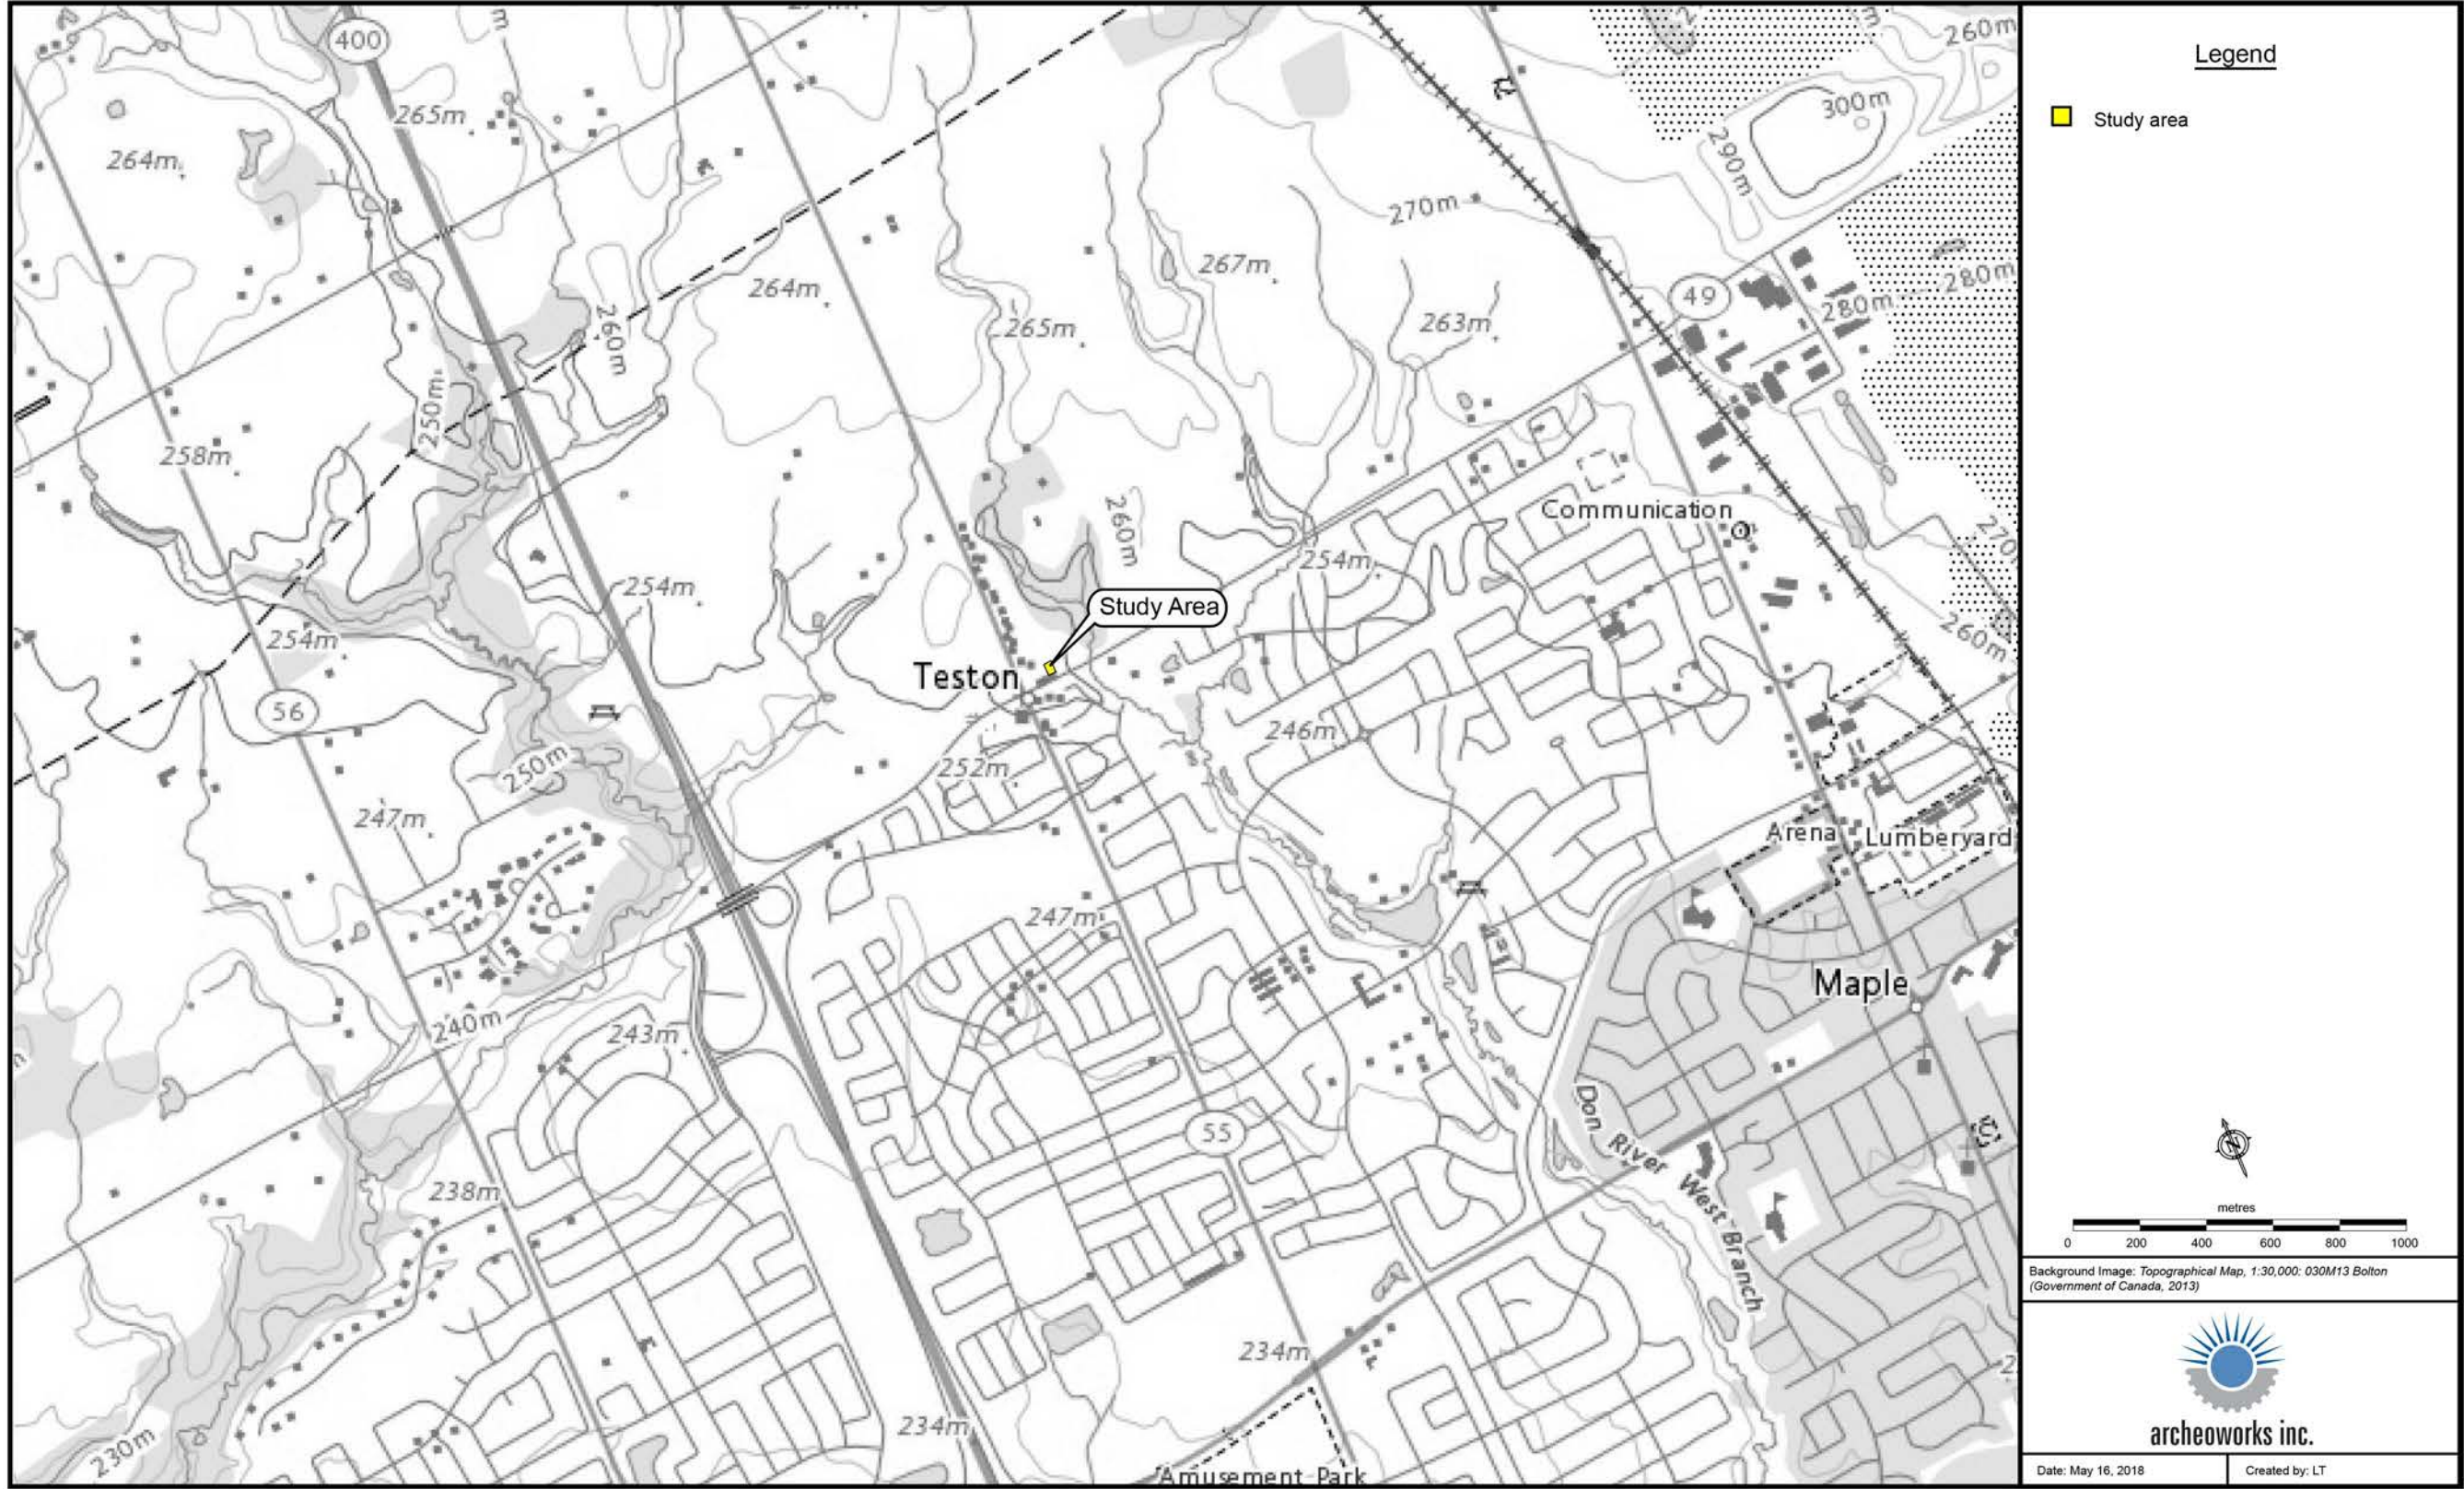 400
260m
265m
300m
264m
290m
270m
267m
280m
264m
49
260m
280m
265m
263m
250m
258m
Communication
260m
270
254m
254m
Study Area
254m
260m
Teston
56
246m
252m
250m
247m
Arena
Lumberyard
247m
Maple
240m
243m
Don River West Branch
55
238m
234m
234m
230m
Amusement Park
Legend
Study area
N
metres
0 200 400 600 800 1000
Background Image: Topographical Map, 1:30,000: 030M13 Bolton
(Government of Canada, 2013)
archeoworks inc.
Date: May 16, 2018
Created by: LT